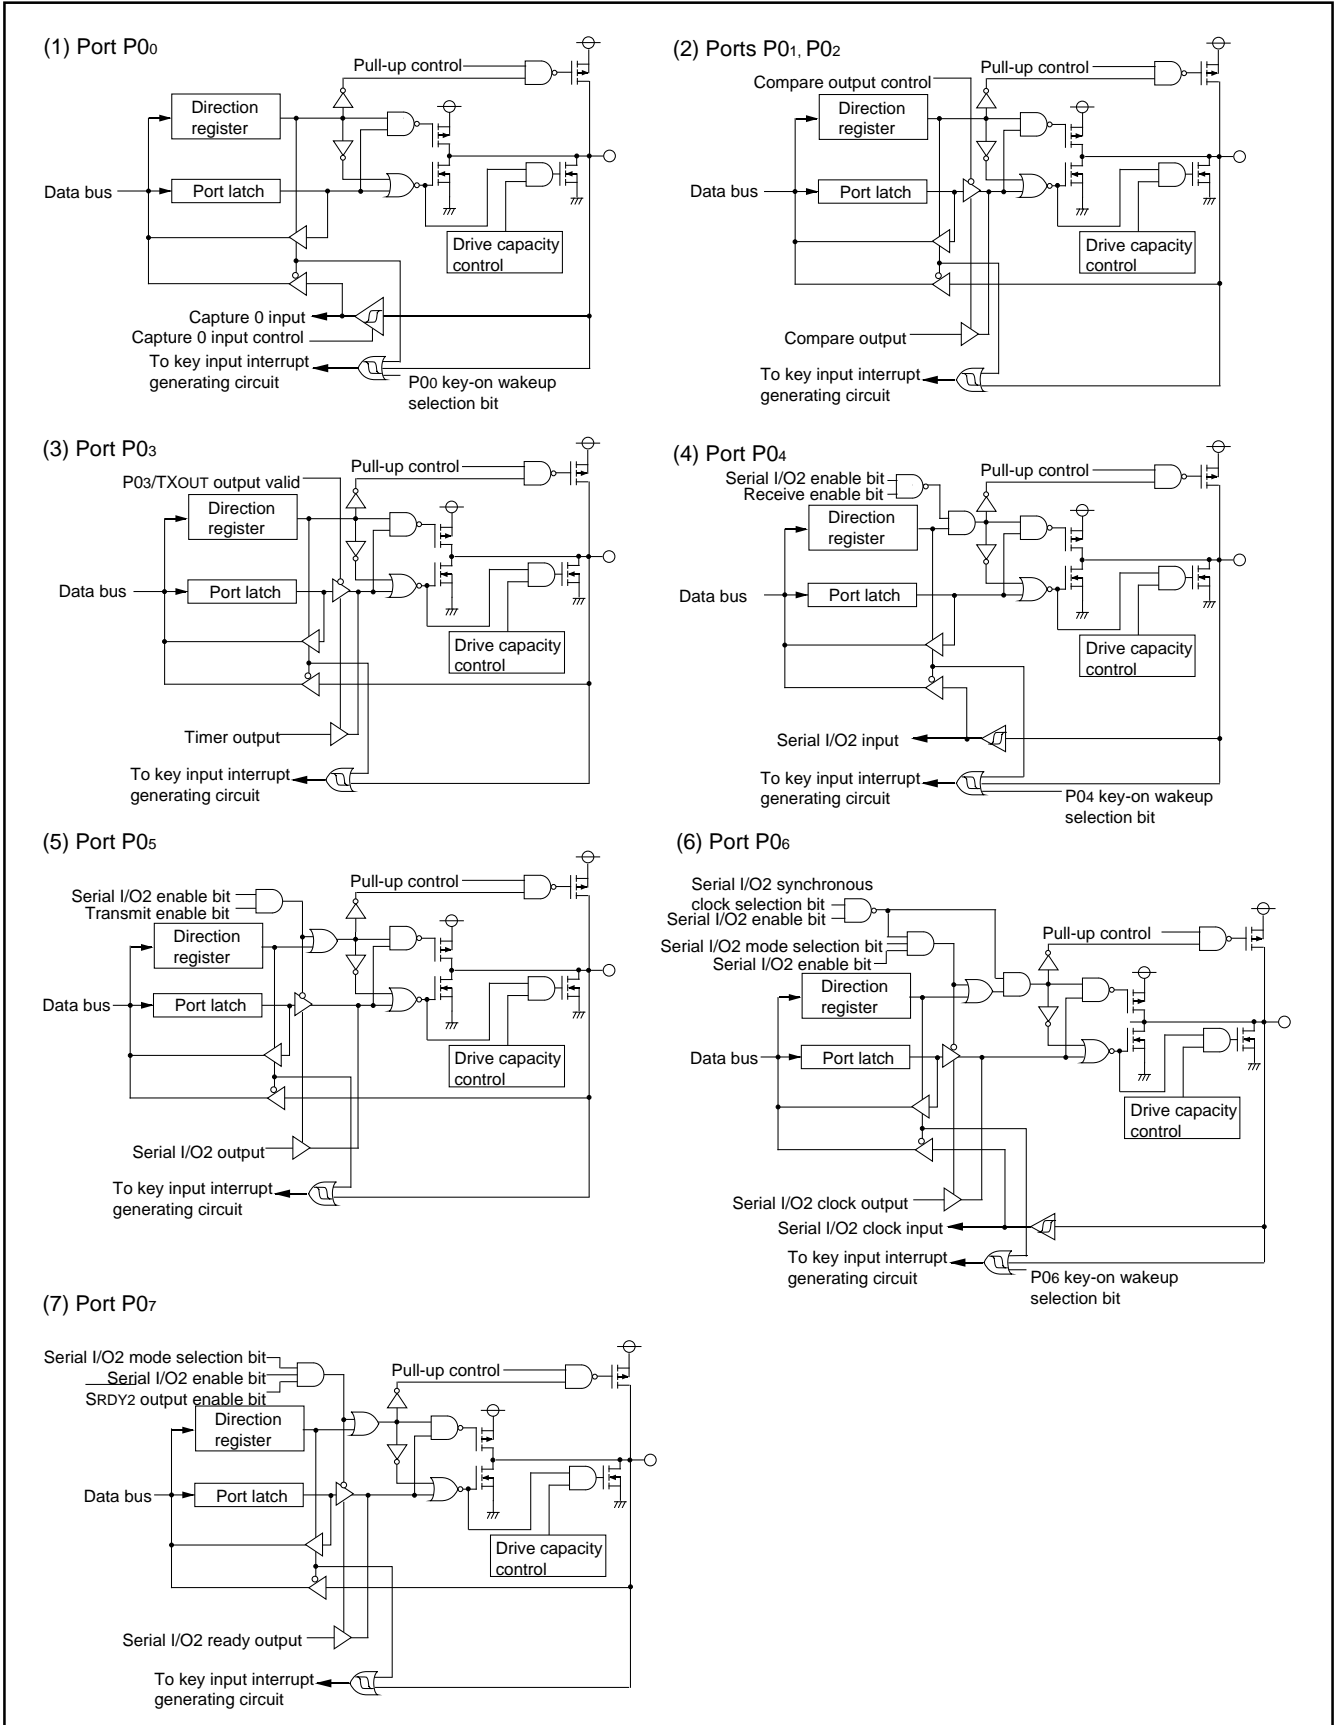 (1) Port P00
Pull-up control
Direction
register
Data bus
Port latch
Drive capacity
control
Capture 0 input
Capture 0 input control
To key input interrupt
generating circuit
P00 key-on wakeup
selection bit
(2) Ports P01, P02
Compare output control
Pull-up control
Direction
register
Data bus
Port latch
Drive capacity
control
Compare output
To key input interrupt
generating circuit
(3) Port P03
Pull-up control
P03/TXOUT output valid
Direction
register
Data bus
Port latch
Drive capacity
control
Timer output
To key input interrupt
generating circuit
(4) Port P04
Serial I/O2 enable bit
Receive enable bit
Pull-up control
Direction
register
Data bus
Port latch
Drive capacity
control
Serial I/O2 input
To key input interrupt
generating circuit
P04 key-on wakeup
selection bit
(5) Port P05
Serial I/O2 enable bit
Transmit enable bit
Pull-up control
Direction
register
Data bus
Port latch
Drive capacity
control
Serial I/O2 output
To key input interrupt
generating circuit
(6) Port P06
Serial I/O2 synchronous
clock selection bit
Serial I/O2 enable bit
Serial I/O2 mode selection bit
Serial I/O2 enable bit
Pull-up control
Direction
register
Data bus
Port latch
Drive capacity
control
Serial I/O2 clock output
Serial I/O2 clock input
To key input interrupt
generating circuit
P06 key-on wakeup
selection bit
(7) Port P07
Serial I/O2 mode selection bit
Serial I/O2 enable bit
SRDY2 output enable bit
Pull-up control
Direction
register
Data bus
Port latch
Drive capacity
control
Serial I/O2 ready output
To key input interrupt
generating circuit